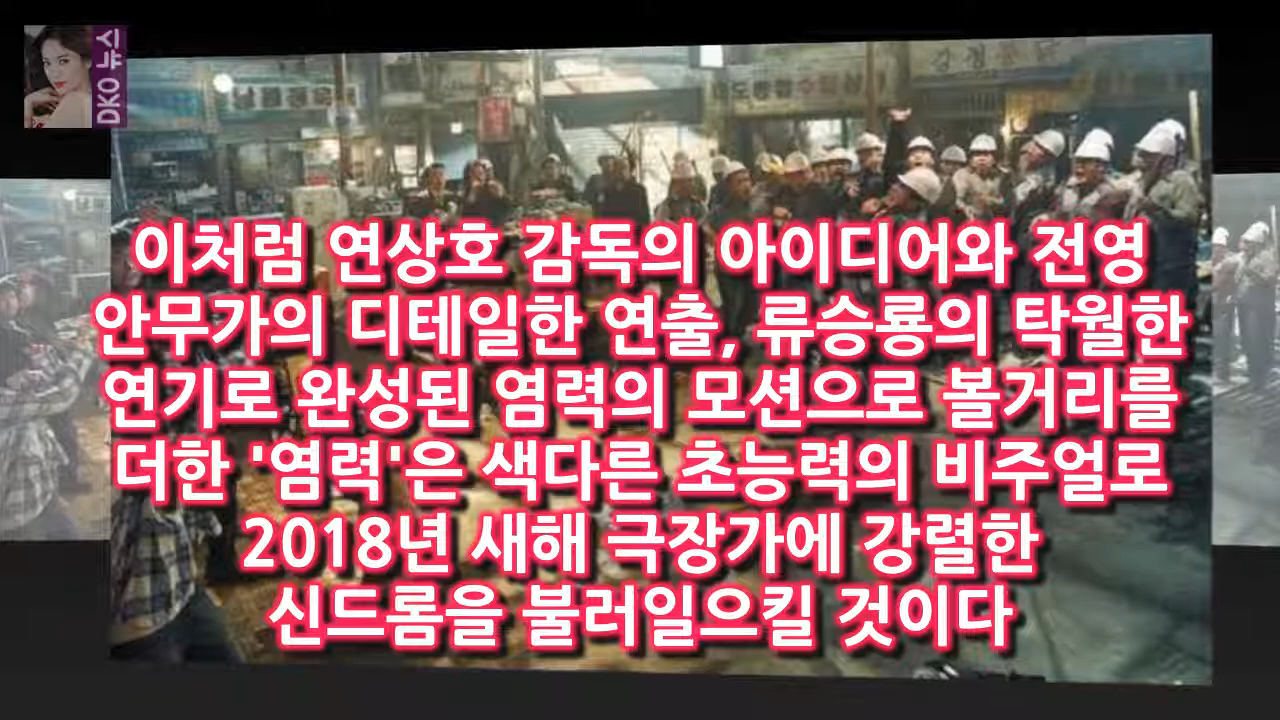 DKO 뉴스
이처럼 연상호 감독의 아이디어와 전영
안무가의 디테일한 연출, 류승룡의 탁월한
연기로 완성된 염력의 모션으로 볼거리를
더한 '염력'은 색다른 초능력의 비주얼로
2018년 새해 극장가에 강렬한
신드롬을 불러일으킬 것이다